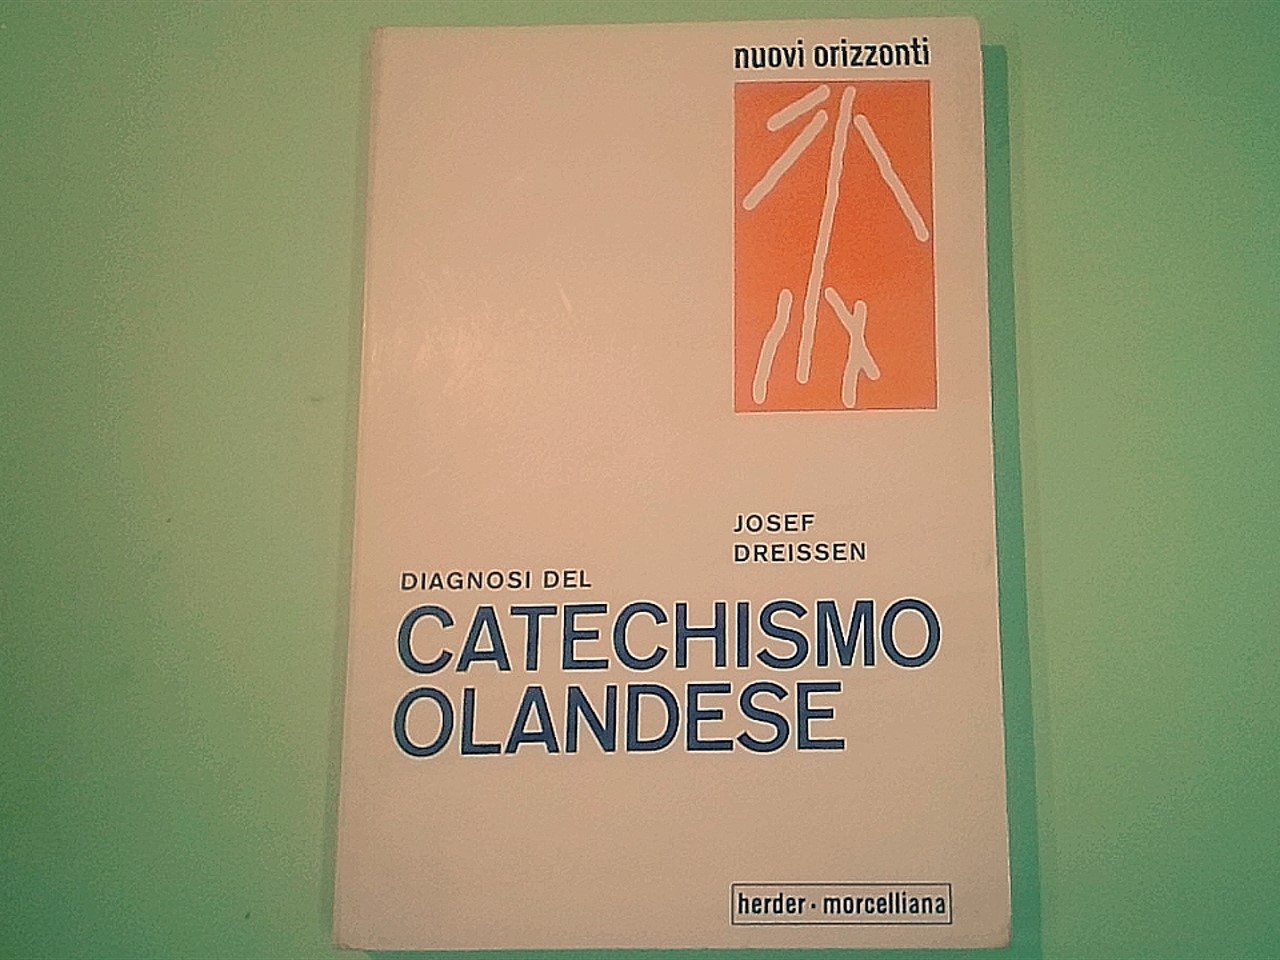 nuovi orizzonti
JOSEF
DREISSEN
DIAGNOSI DEL
CATECHISMO
OLANDESE
herder · morcelliana